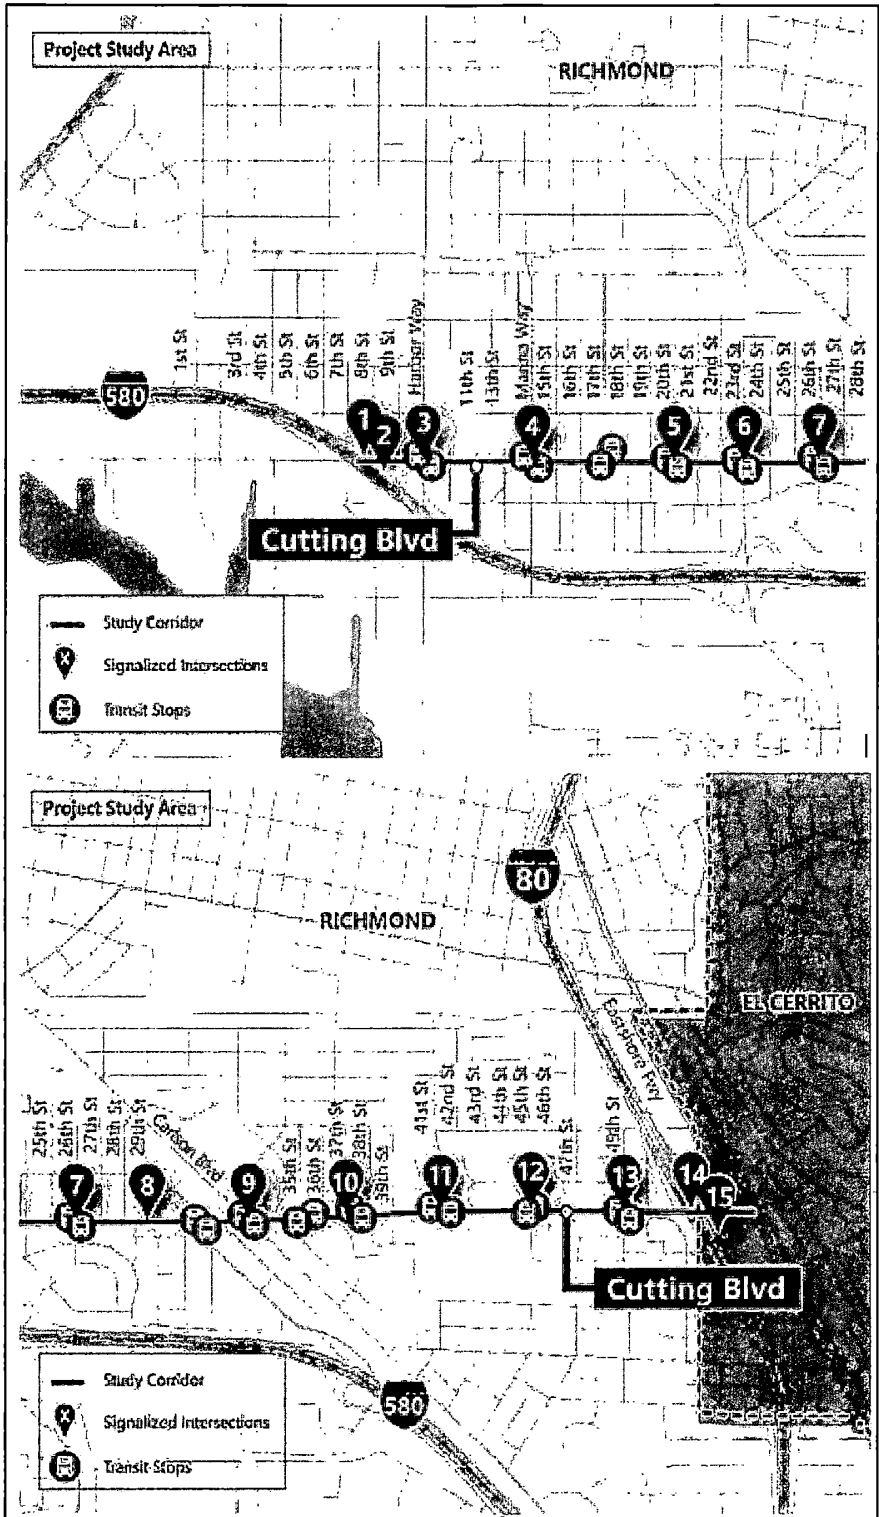 Project Study Area
RICHMOND
1st St
3rd St
4th St
5th St
6th St
7th St
8th St
9th St
Harbor Way
11th St
13th St
Marina Way
15th St
16th St
17th St
18th St
19th St
20th St
21st St
22nd St
23rd St
24th St
25th St
26th St
27th St
28th St
580
1
2
3
4
5
6
7
Cutting Blvd
Study Corridor
X
Signalized Intersections
Transit Stops
Project Study Area
80
RICHMOND
EL CERRITO
Eastshore Fwy
25th St
26th St
27th St
28th St
29th St
Carlson Blvd
35th St
36th St
37th St
38th St
39th St
41st St
42nd St
43rd St
44th St
45th St
46th St
47th St
49th St
7
8
9
10
11
12
13
14
15
Cutting Blvd
Study Corridor
X
Signalized Intersections
Transit Stops
580